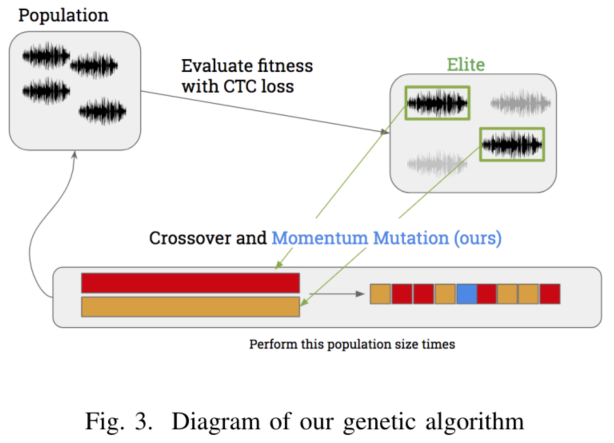 Population
Evaluate fitness
with CTC loss
Elite
Crossover and Momentum Mutation (ours)
Perform this population size times
Fig. 3. Diagram of our genetic algorithm